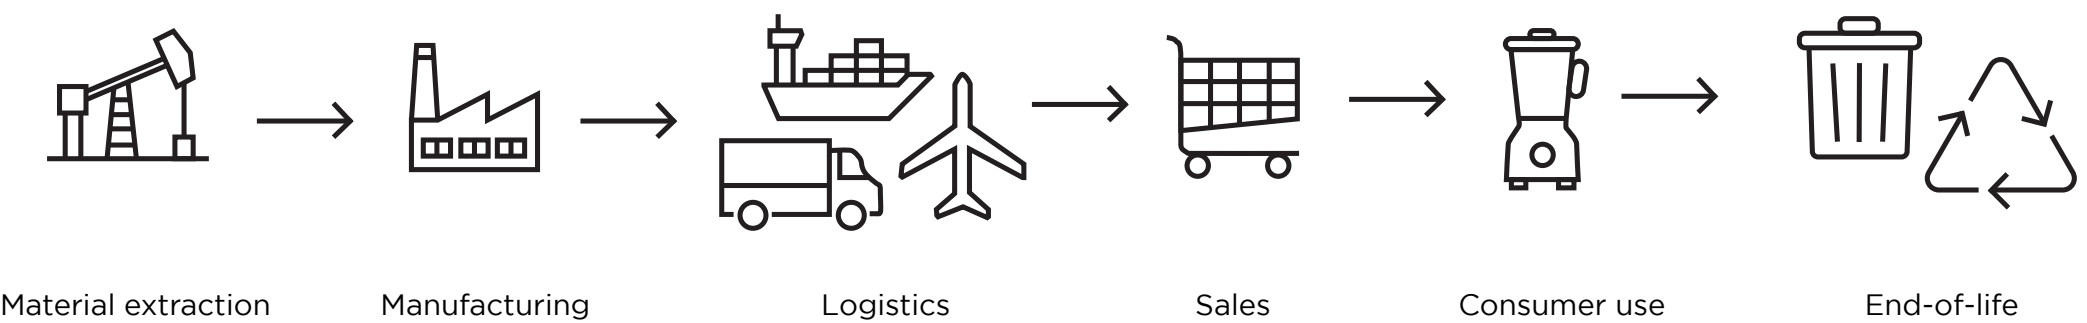 Material extraction
Manufacturing
Logistics
Sales
Consumer use
End-of-life